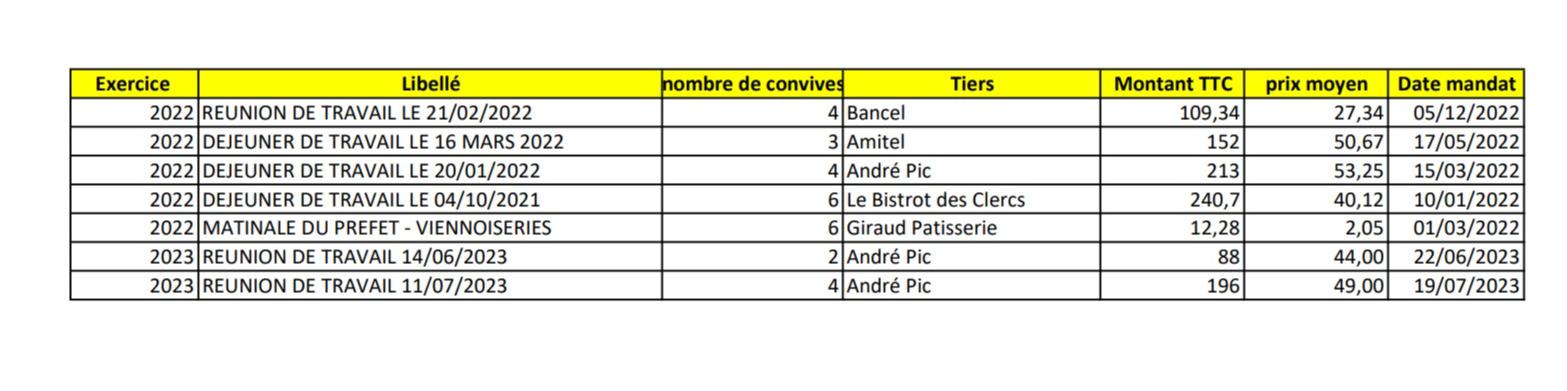 Exercice Libellé nombre de convives Tiers Montant TTC prix moyen Date mandat
2022 REUNION DE TRAVAIL LE 21/02/2022 4 Bancel 109,34 27,34 05/12/2022
2022 DEJEUNER DE TRAVAIL LE 16 MARS 2022 3 Amitel 152 50,67 17/05/2022
2022 DEJEUNER DE TRAVAIL LE 20/01/2022 4 André Pic 213 53,25 15/03/2022
2022 DEJEUNER DE TRAVAIL LE 04/10/2021 6 Le Bistrot des Clercs 240,7 40,12 10/01/2022
2022 MATINALE DU PREFET - VIENNOISERIES 6 Giraud Patisserie 12,28 2,05 01/03/2022
2023 REUNION DE TRAVAIL 14/06/2023 2 André Pic 88 44,00 22/06/2023
2023 REUNION DE TRAVAIL 11/07/2023 4 André Pic 196 49,00 19/07/2023